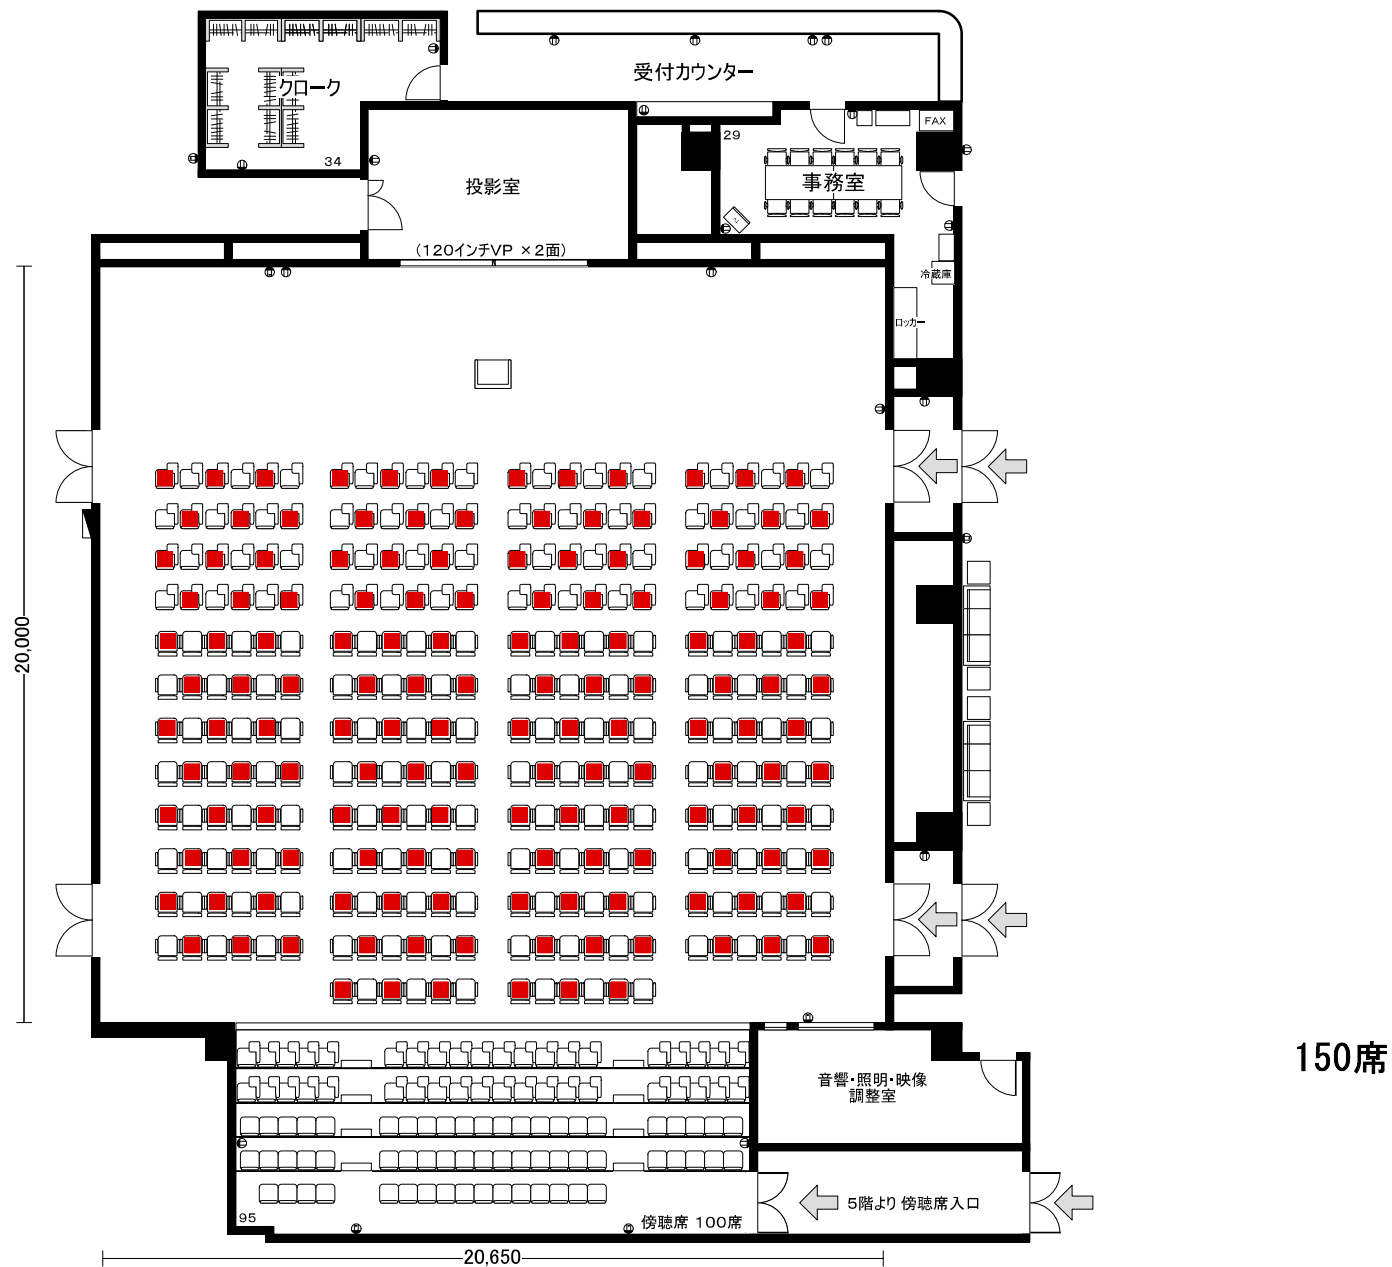 受付カウンター
クローク
FAX
29
34
投影室
事務室
(120インチVP ×2面)
冷蔵庫
ロッカー
20,000
150席
音響・照明・映像
調整室
5階より 傍聴席入口
95
傍聴席 100席
20,650